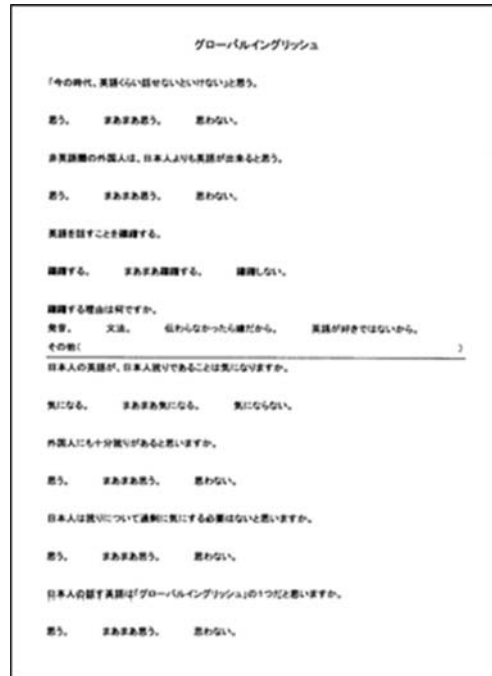 グローバルイングリッシュ
「今の時代、英語くらい話せないといけない」と思う。
思う。 まあまあ思う。 思わない。
非英語圏の外国人は、日本人よりも英語が出来ると思う。
思う。 まあまあ思う。 思わない。
英語を話すことを躊躇する。
躊躇する。 まあまあ躊躇する。 躊躇しない。
躊躇する理由は何ですか。
発音。 文法。 伝わらなかったら嫌だから。 英語が好きではないから。
その他( )
日本人の英語が、日本人訛りであることは気になりますか。
気になる。 まあまあ気になる。 気にならない。
外国人にも十分訛りがあると思いますか。
思う。 まあまあ思う。 思わない。
日本人は訛りについて過剰に気にする必要はないと思いますか。
思う。 まあまあ思う。 思わない。
日本人の話す英語は「グローバルイングリッシュ」の1つだと思いますか。
思う。 まあまあ思う。 思わない。